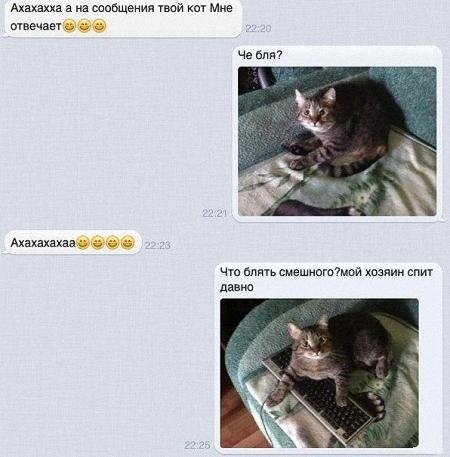 Ахахахха а на сообщения твой кот Мне
отвечает😄😄😄
22:20
Че бля?
22:21
Ахахахахаа😄😄😄😄
22:23
Что блять смешного?мой хозяин спит
давно
22:25